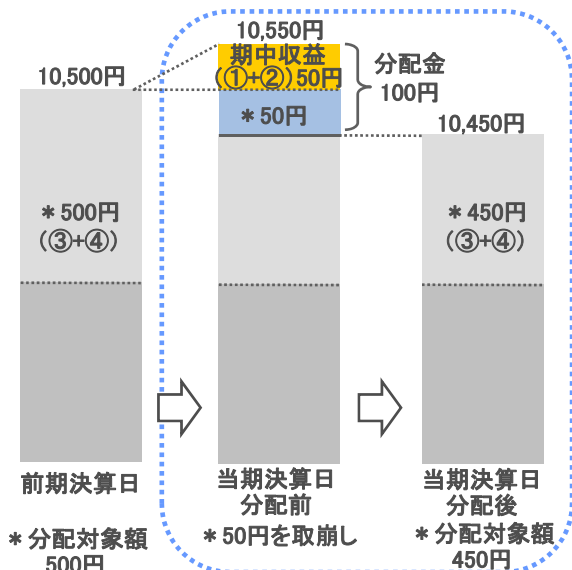 10,500円
＊500円
（③+④）
前期決算日
＊分配対象額
500円
10,550円
期中収益
（①+②）50円
＊50円
分配金
100円
当期決算日
分配前
＊50円を取崩し
10,450円
＊450円
（③+④）
当期決算日
分配後
＊分配対象額
450円